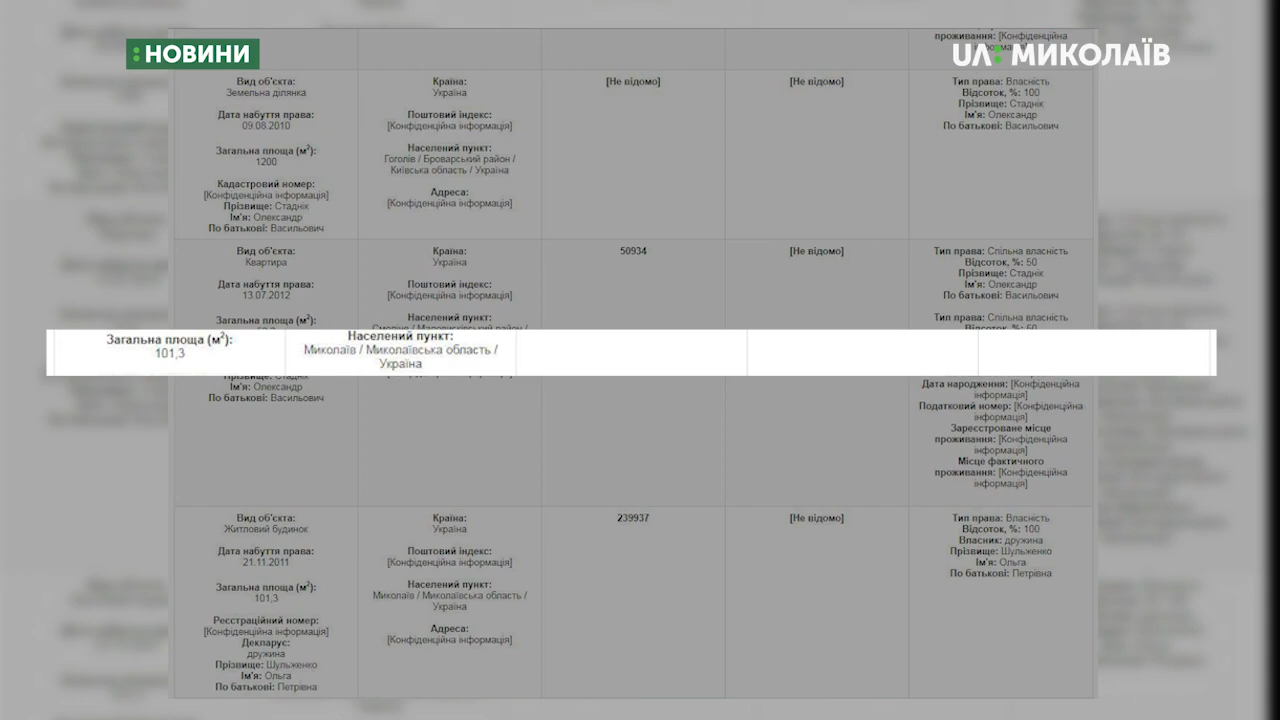 НОВИНИ
UA: МИКОЛАЇВ
проживання: [Конфіденційна
Вид об'єкта:
Земельна ділянка
Дата набуття права:
09.08.2010
Загальна площа (м²):
1200
Кадастровий номер:
[Конфіденційна інформація]
Прізвище: Стаднік
Ім'я: Олександр
По батькові: Васильович
Країна:
Україна
Поштовий індекс:
[Конфіденційна інформація]
Населений пункт:
Гоголів / Броварський район /
Київська область / Україна
Адреса:
[Конфіденційна інформація]
[Не відомо]
[Не відомо]
Тип права: Власність
Відсоток, %: 100
Прізвище: Стаднік
Ім'я: Олександр
По батькові: Васильович
Вид об'єкта:
Квартира
Дата набуття права:
13.07.2012
Загальна площа (м²):
Країна:
Україна
Поштовий індекс:
[Конфіденційна інформація]
Населений пункт:
50934
[Не відомо]
Тип права: Спільна власність
Відсоток, %: 50
Прізвище: Стаднік
Ім'я: Олександр
По батькові: Васильович
Тип права: Спільна власність
Відсоток, %: 50
Загальна площа (м²):
101,3
Населений пункт:
Миколаїв / Миколаївська область /
Україна
Прізвище: Стаднік
Ім'я: Олександр
По батькові: Васильович
Дата народження: [Конфіденційна
інформація]
Податковий номер: [Конфіденційна
інформація]
Зареєстроване місце
проживання: [Конфіденційна
інформація]
Місце фактичного
проживання: [Конфіденційна
інформація]
Вид об'єкта:
Житловий будинок
Дата набуття права:
21.11.2011
Загальна площа (м²):
101,3
Реєстраційний номер:
[Конфіденційна інформація]
Декларує:
дружина
Прізвище: Шульженко
Ім'я: Ольга
По батькові: Петрівна
Країна:
Україна
Поштовий індекс:
[Конфіденційна інформація]
Населений пункт:
Миколаїв / Миколаївська область /
Україна
Адреса:
[Конфіденційна інформація]
239937
[Не відомо]
Тип права: Власність
Відсоток, %: 100
Власник: дружина
Прізвище: Шульженко
Ім'я: Ольга
По батькові: Петрівна